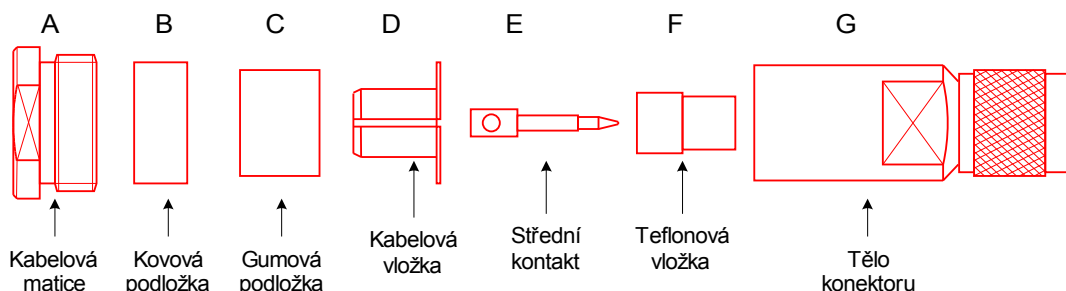 A B C D E F G
Kabelová
matice
Kovová
podložka
Gumová
podložka
Kabelová
vložka
Střední
kontakt
Teflonová
vložka
Tělo
konektoru